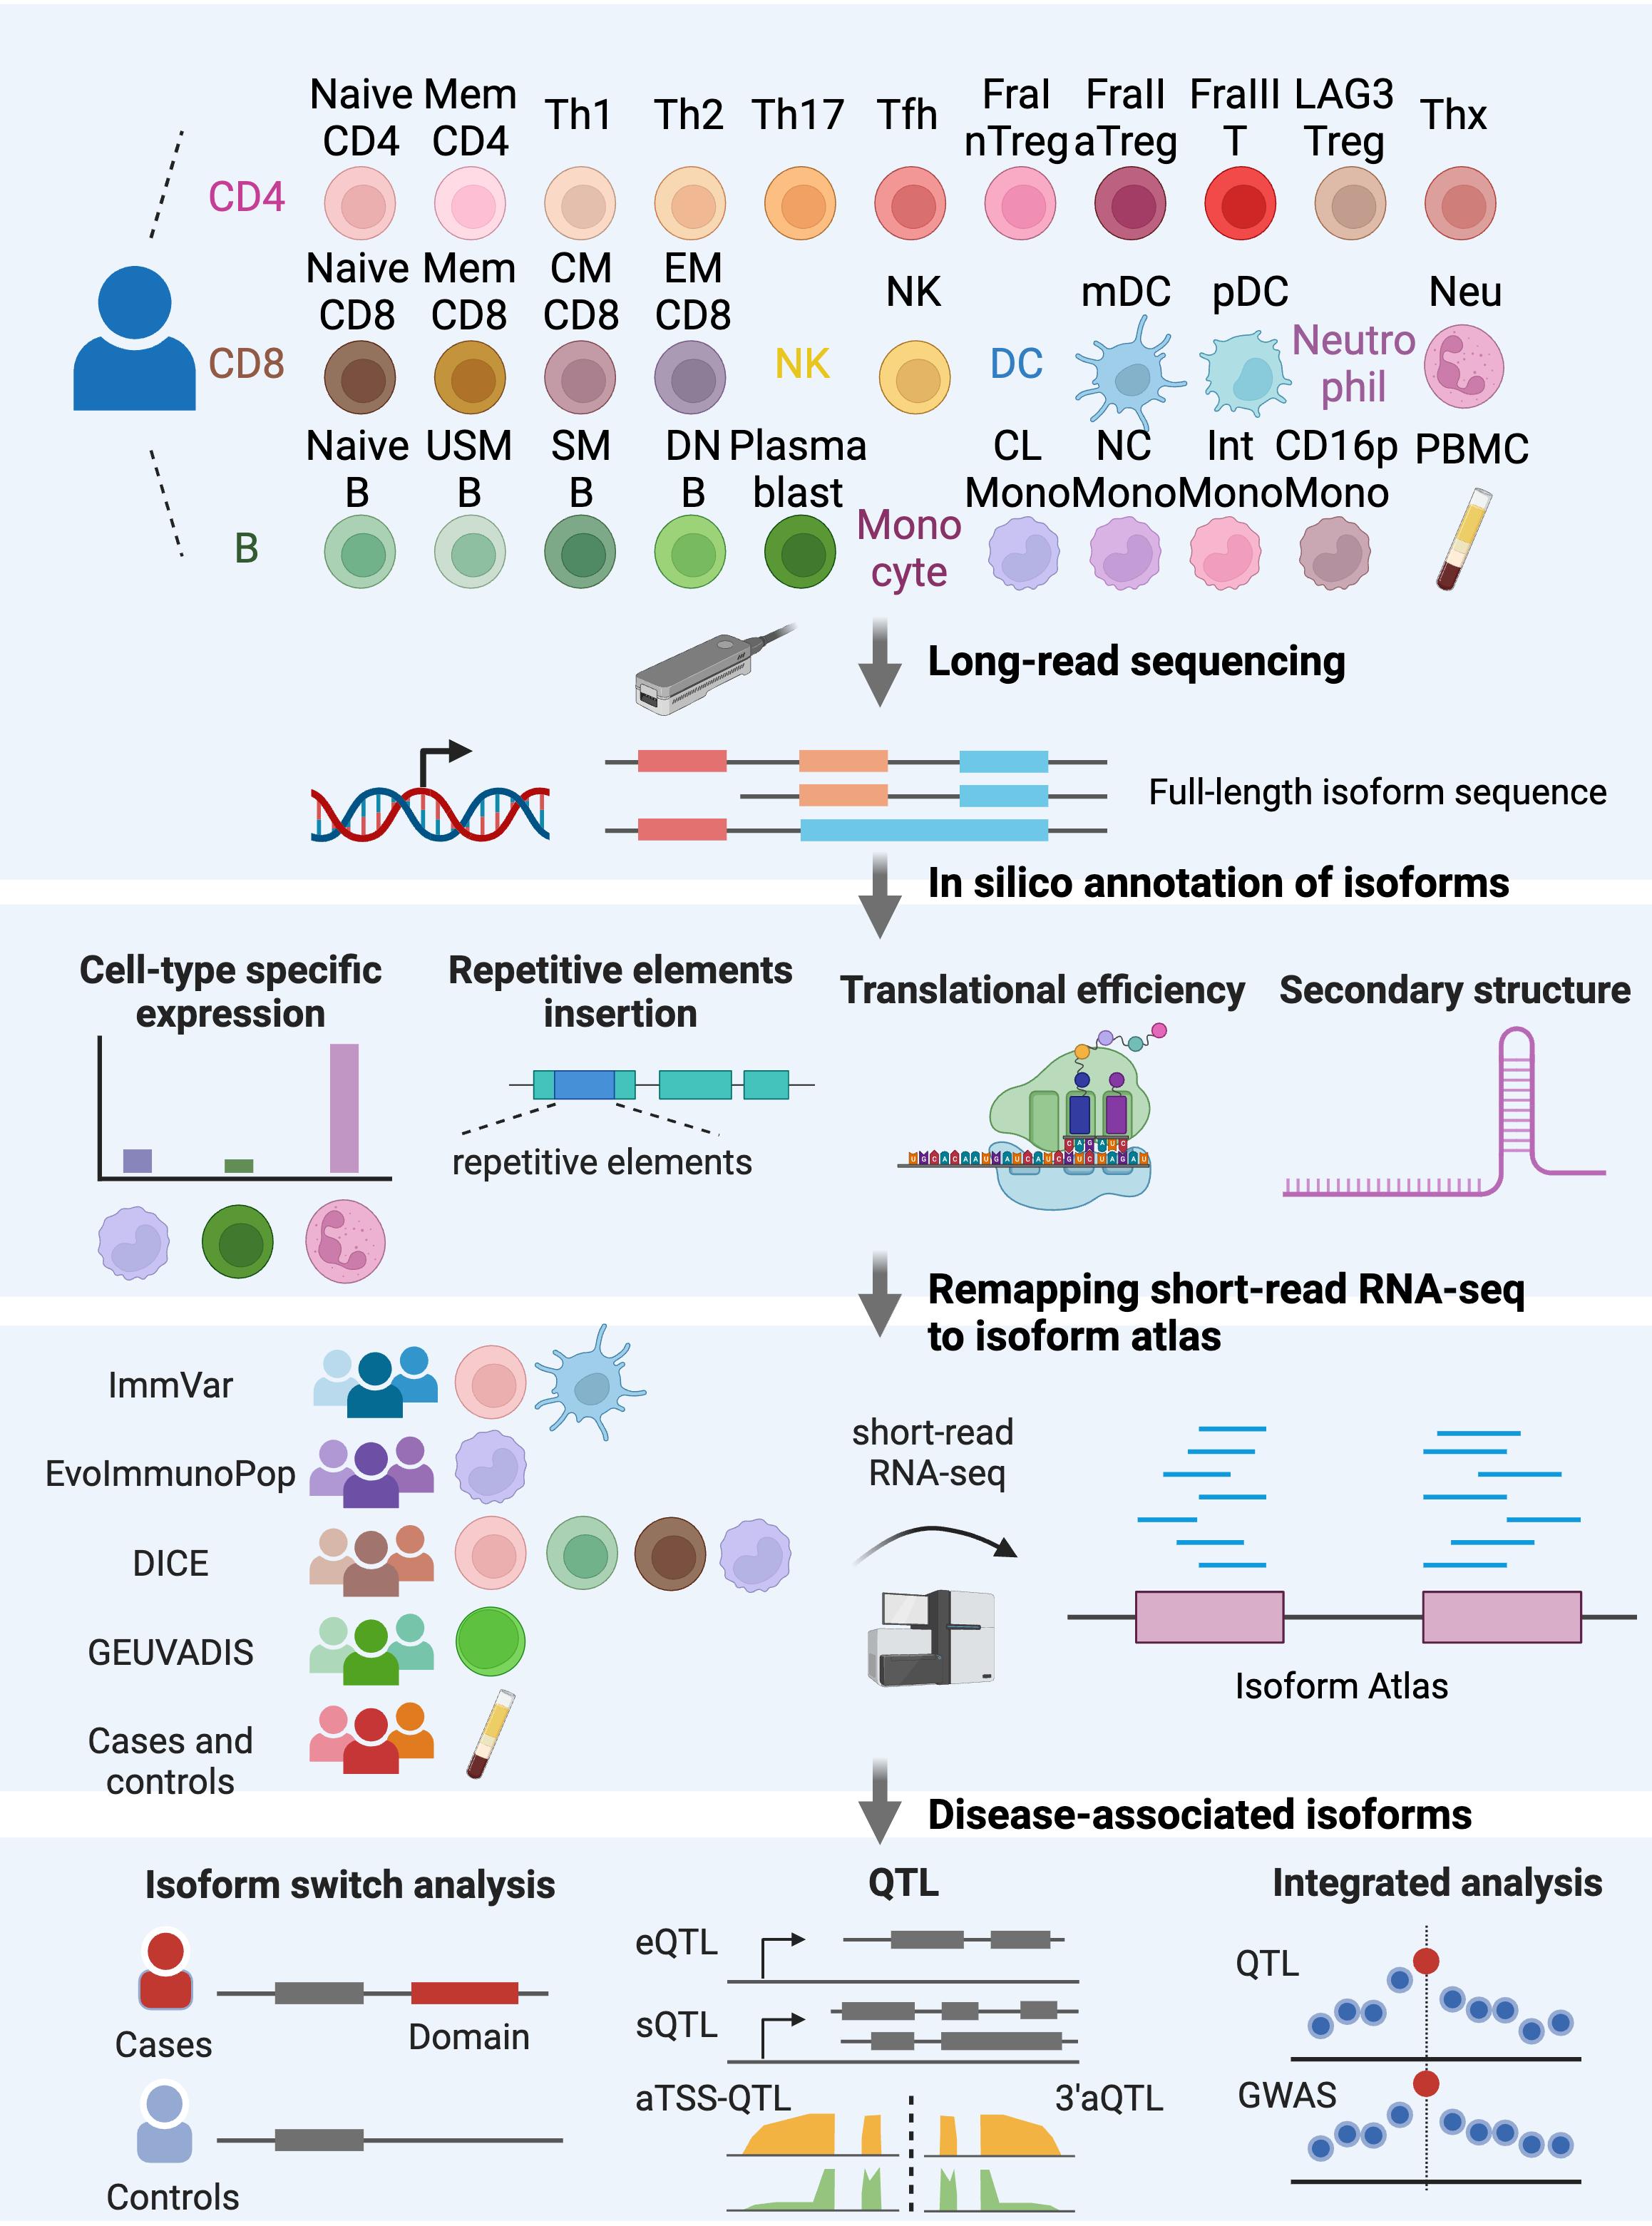 Naive Mem Th1 Th2 Th17 Tfh FraI FraII FraIII LAG3 Thx
CD4 CD4 nTreg aTreg T Treg
CD4
Naive Mem CM EM NK mDC pDC Neu
CD8 CD8 CD8 CD8
CD8 NK DC Neutro
phil
Naive USM SM DN Plasma CL NC Int CD16p PBMC
B B B B blast Mono Mono Mono Mono
B Mono
cyte
Long-read sequencing
Full-length isoform sequence
In silico annotation of isoforms
Cell-type specific
expression
Repetitive elements
insertion
repetitive elements
Translational efficiency
CAGAUC
UGCACAAUGAUCAUCGUCUAGAU
Secondary structure
Remapping short-read RNA-seq
to isoform atlas
ImmVar
EvoImmunoPop
DICE
GEUVADIS
Cases and
controls
short-read
RNA-seq
Isoform Atlas
Disease-associated isoforms
Isoform switch analysis
Cases
Domain
Controls
QTL
eQTL
sQTL
aTSS-QTL 3'aQTL
Integrated analysis
QTL
GWAS